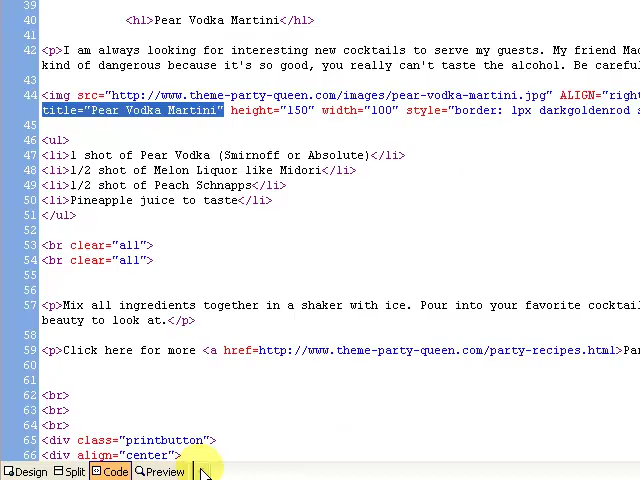 39
40 <hl>Pear Vodka Martini</hl>
41
42 <p>I am always looking for interesting new cocktails to serve my guests. My friend Mac
kind of dangerous because it's so good, you really can't taste the alcohol. Be careful
43
44 <img src="http://www.theme-party-queen.com/images/pear-vodka-martini.jpg" ALIGN="righ
title="Pear Vodka Martini" height="150" width="100" style="border: 1px darkgoldenrod s
45
46 <ul>
47 <li>1 shot of Pear Vodka (Smirnoff or Absolute)</li>
48 <li>1/2 shot of Melon Liquor like Midori</li>
49 <li>1/2 shot of Peach Schnapps</li>
50 <li>Pineapple juice to taste</li>
51 </ul>
52
53 <br clear="all">
54 <br clear="all">
55
56
57 <p>Mix all ingredients together in a shaker with ice. Pour into your favorite cocktai
beauty to look at.</p>
58
59 <p>Click here for more <a href=http://www.theme-party-queen.com/party-recipes.html>Par
60
61
62 <br>
63 <br>
64 <br>
65 <div class="printbutton">
66 <div align="center">
Design Split Code Preview